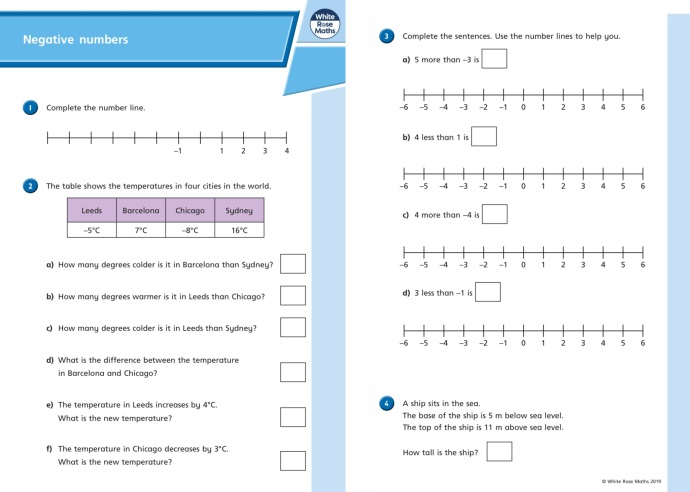 Negative numbers
White
Rose
Maths
1 Complete the number line.
–1 1 2 3 4
2 The table shows the temperatures in four cities in the world.
Leeds Barcelona Chicago Sydney
–5°C 7°C –8°C 16°C
a) How many degrees colder is it in Barcelona than Sydney?
b) How many degrees warmer is it in Leeds than Chicago?
c) How many degrees colder is it in Leeds than Sydney?
d) What is the difference between the temperature
in Barcelona and Chicago?
e) The temperature in Leeds increases by 4°C.
What is the new temperature?
f) The temperature in Chicago decreases by 3°C.
What is the new temperature?
3 Complete the sentences. Use the number lines to help you.
a) 5 more than –3 is
–6 –5 –4 –3 –2 –1 0 1 2 3 4 5 6
b) 4 less than 1 is
–6 –5 –4 –3 –2 –1 0 1 2 3 4 5 6
c) 4 more than –4 is
–6 –5 –4 –3 –2 –1 0 1 2 3 4 5 6
d) 3 less than –1 is
–6 –5 –4 –3 –2 –1 0 1 2 3 4 5 6
4 A ship sits in the sea.
The base of the ship is 5 m below sea level.
The top of the ship is 11 m above sea level.
How tall is the ship?
© White Rose Maths 2019